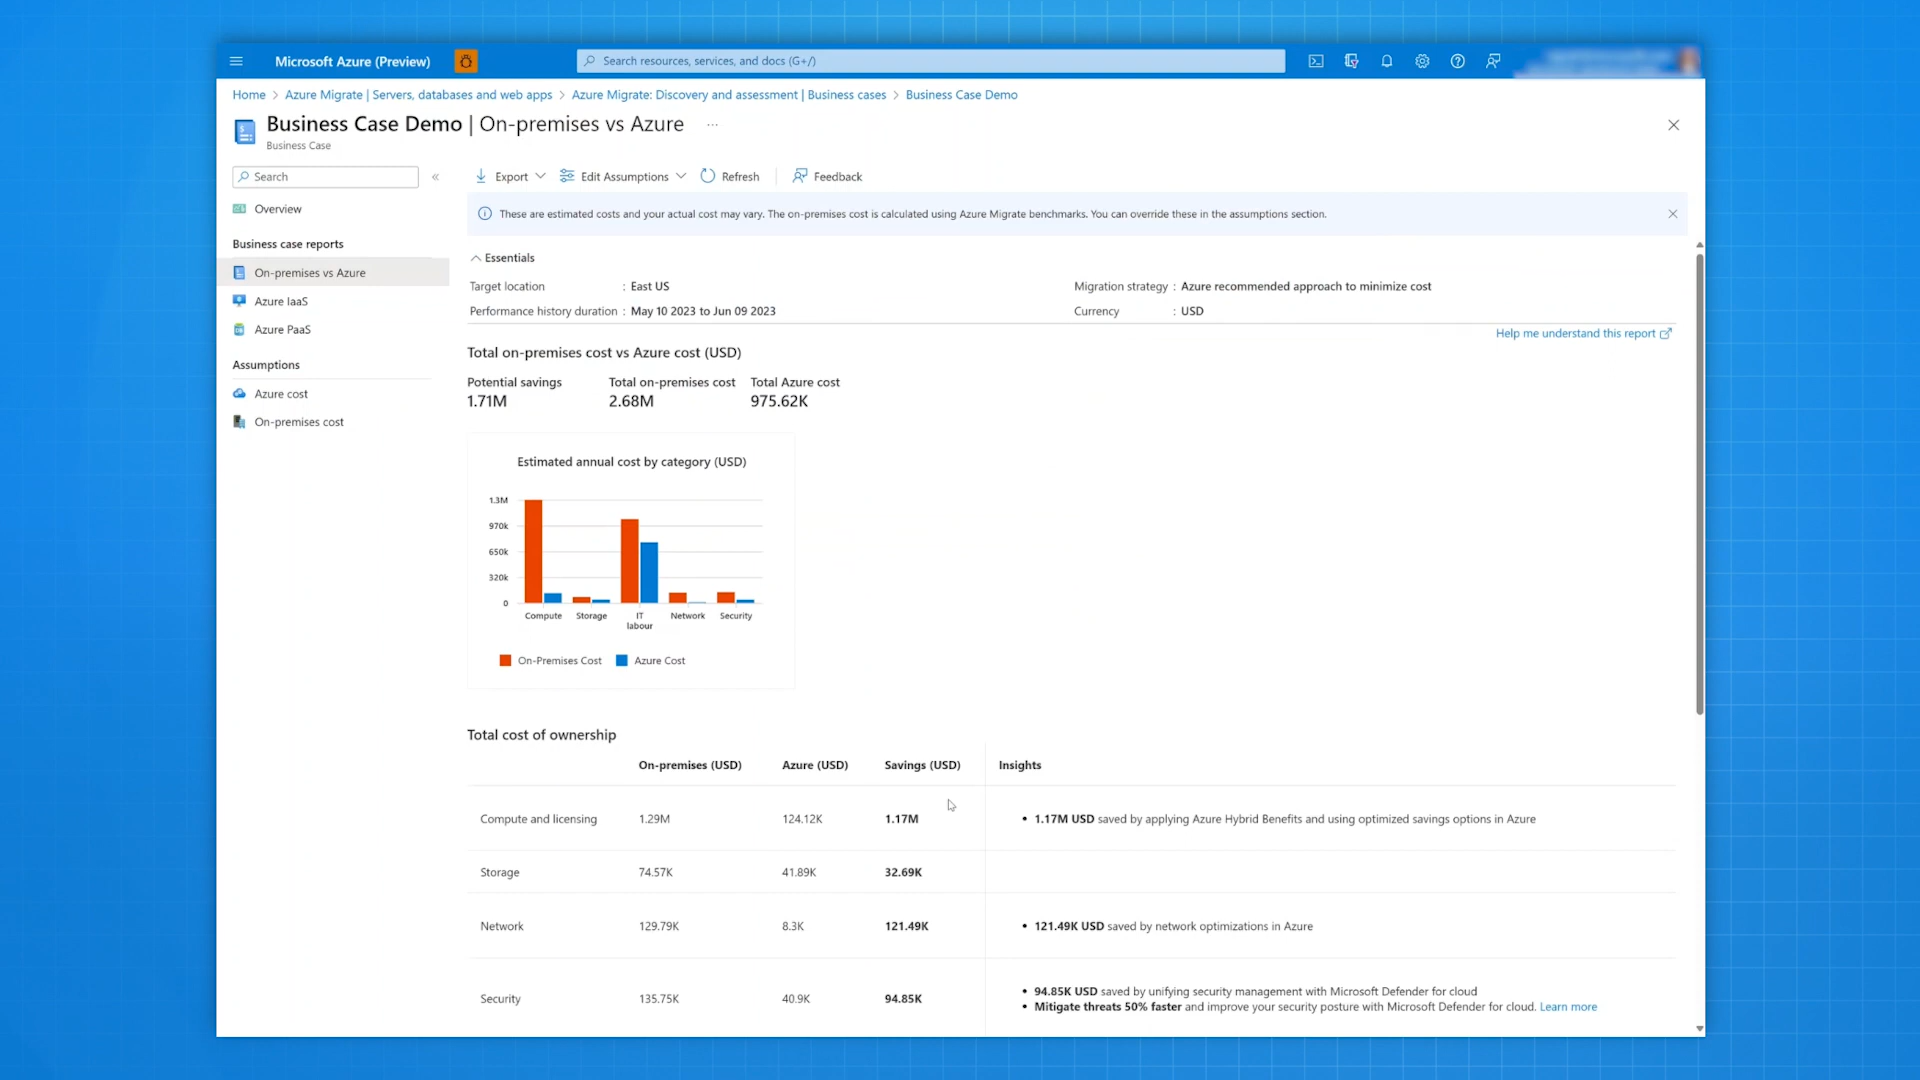 Microsoft Azure (Preview)
Search resources, services, and docs (G+/)
Home > Azure Migrate | Servers, databases and web apps > Azure Migrate: Discovery and assessment | Business cases > Business Case Demo
Business Case Demo | On-premises vs Azure ...
Business Case
Search
Export Edit Assumptions Refresh Feedback
Overview
Business case reports
On-premises vs Azure
Azure IaaS
Azure PaaS
Assumptions
Azure cost
On-premises cost
These are estimated costs and your actual cost may vary. The on-premises cost is calculated using Azure Migrate benchmarks. You can override these in the assumptions section.
Essentials
Target location : East US
Migration strategy : Azure recommended approach to minimize cost
Performance history duration : May 10 2023 to Jun 09 2023
Currency : USD
Help me understand this report
Total on-premises cost vs Azure cost (USD)
Potential savings Total on-premises cost Total Azure cost
1.71M 2.68M 975.62K
Estimated annual cost by category (USD)
1.3M
970k
650k
320k
0
Compute Storage IT labour Network Security
On-Premises Cost Azure Cost
Total cost of ownership
On-premises (USD) Azure (USD) Savings (USD) Insights
Compute and licensing 1.29M 124.12K 1.17M • 1.17M USD saved by applying Azure Hybrid Benefits and using optimized savings options in Azure
Storage 74.57K 41.89K 32.69K
Network 129.79K 8.3K 121.49K • 121.49K USD saved by network optimizations in Azure
Security 135.75K 40.9K 94.85K • 94.85K USD saved by unifying security management with Microsoft Defender for cloud
• Mitigate threats 50% faster and improve your security posture with Microsoft Defender for cloud. Learn more